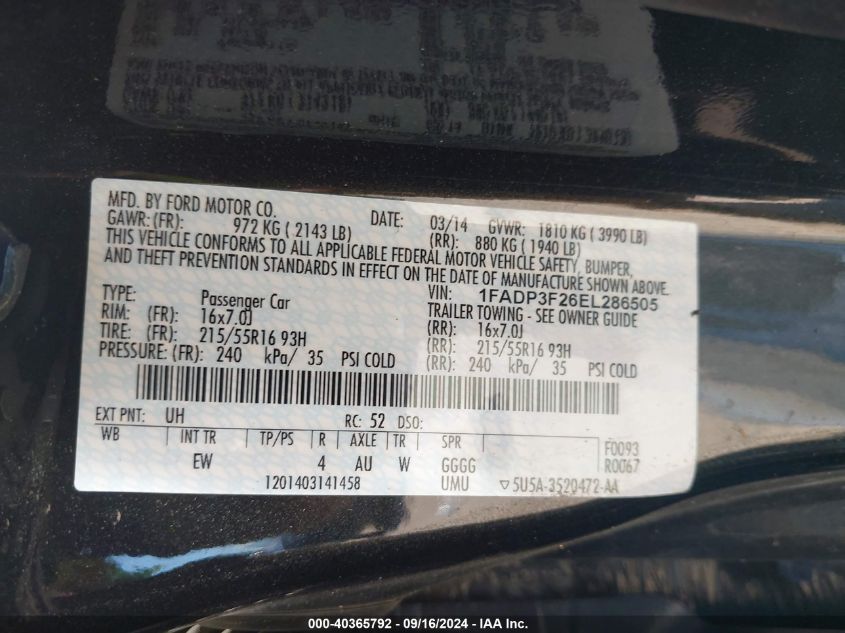 MFD. BY FORD MOTOR CO. DATE: 03/14 GVWR: 1810 KG ( 3990 LB)
GAWR: (FR): 972 KG ( 2143 LB) (RR): 880 KG ( 1940 LB)
THIS VEHICLE CONFORMS TO ALL APPLICABLE FEDERAL MOTOR VEHICLE SAFETY, BUMPER,
AND THEFT PREVENTION STANDARDS IN EFFECT ON THE DATE OF MANUFACTURE SHOWN ABOVE.
VIN: 1FADP3F26EL286505
TYPE: Passenger Car TRAILER TOWING - SEE OWNER GUIDE
RIM: (FR): 16x7.0J (RR): 16x7.0J
TIRE: (FR): 215/55R16 93H (RR): 215/55R16 93H
PRESSURE: (FR): 240 kPa/ 35 PSI COLD (RR): 240 kPa/ 35 PSI COLD
EXT PNT: UH RC: 52 DSO:
WB INT TR TP/PS R AXLE TR SPR F0093
EW 4 AU W GGGG R0067
1201403141458 UMU ▽5U5A-3520472-AA
000-40365792 - 09/16/2024 - IAA Inc.